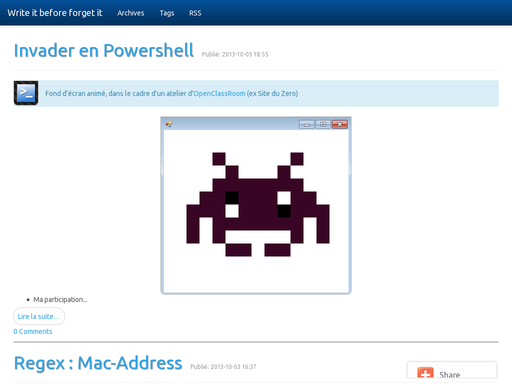 Write it before forget it Archives Tags RSS
Invader en Powershell Publié: 2013-10-03 18:55
Fond d'écran animé, dans le cadre d'un atelier d'OpenClassRoom (ex Site du Zero)
Ma participation...
Lire la suite...
0 Comments
Regex : Mac-Address Publié: 2013-10-03 16:37
Share